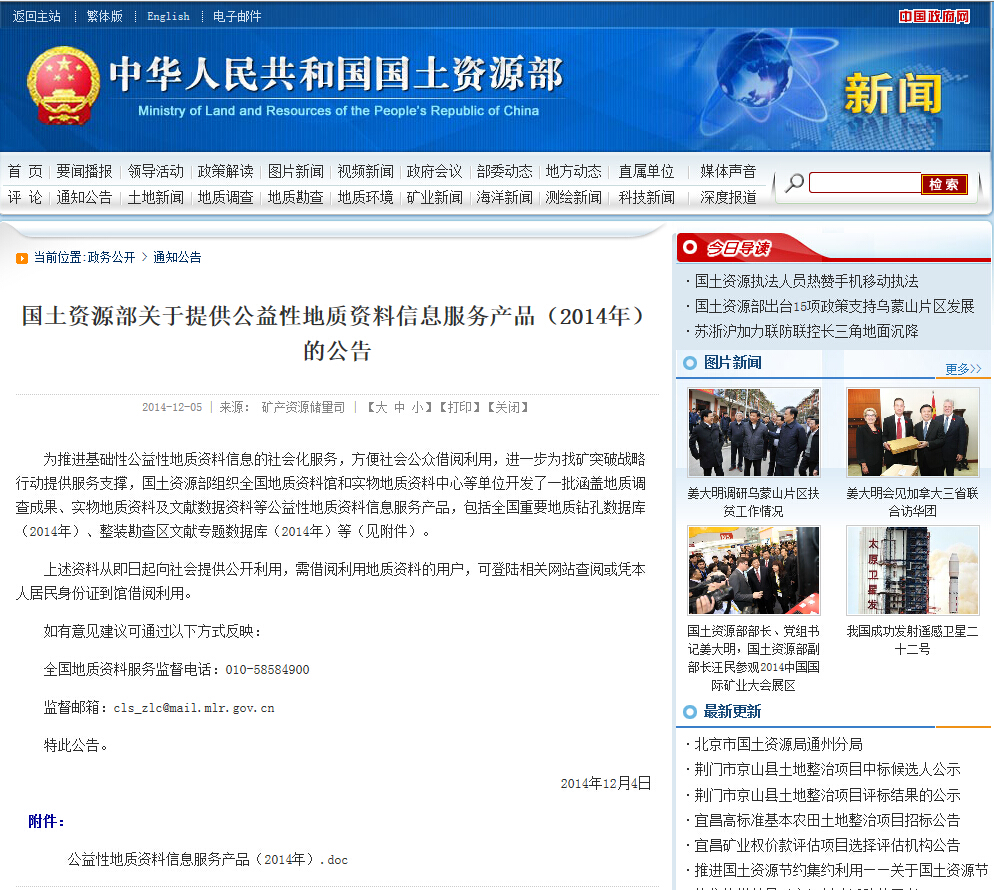 返回主站 繁体版 English 电子邮件
中国政府网
中华人民共和国国土资源部
Ministry of Land and Resources of the People's Republic of China
新闻
首 页 要闻播报 领导活动 政策解读 图片新闻 视频新闻 政府会议 部委动态 地方动态 直属单位 媒体声音
评 论 通知公告 土地新闻 地质调查 地质勘查 地质环境 矿业新闻 海洋新闻 测绘新闻 科技新闻 深度报道
检 索
当前位置:政务公开 > 通知公告
国土资源部关于提供公益性地质资料信息服务产品（2014年）
的公告
2014-12-05 | 来源： 矿产资源储量司 | 【大 中 小】【打印】【关闭】
为推进基础性公益性地质资料信息的社会化服务，方便社会公众借阅利用，进一步为找矿突破战略
行动提供服务支撑，国土资源部组织全国地质资料馆和实物地质资料中心等单位开发了一批涵盖地质调
查成果、实物地质资料及文献数据资料等公益性地质资料信息服务产品，包括全国重要地质钻孔数据库
（2014年）、整装勘查区文献专题数据库（2014年）等（见附件）。
上述资料从即日起向社会提供公开利用，需借阅利用地质资料的用户，可登陆相关网站查阅或凭本
人居民身份证到馆借阅利用。
如有意见建议可通过以下方式反映：
全国地质资料服务监督电话：010-58584900
监督邮箱：cls_zlc@mail.mlr.gov.cn
特此公告。
2014年12月4日
附件：
公益性地质资料信息服务产品（2014年）.doc
今日导读
·国土资源执法人员热赞手机移动执法
·国土资源部出台15项政策支持乌蒙山片区发展
·苏浙沪加力联防联控长三角地面沉降
图片新闻
更多>>
姜大明调研乌蒙山片区扶
贫工作情况
姜大明会见加拿大三省联
合访华团
太原卫星发
国土资源部部长、党组书
记姜大明，国土资源部副
部长汪民参观2014中国国
际矿业大会展区
我国成功发射遥感卫星二
十二号
最新更新
·北京市国土资源局通州分局
·荆门市京山县土地整治项目中标候选人公示
·荆门市京山县土地整治项目评标结果的公示
·宜昌高标准基本农田土地整治项目招标公告
·宜昌矿业权价款评估项目选择评估机构公告
·推进国土资源节约集约利用——关于国土资源节